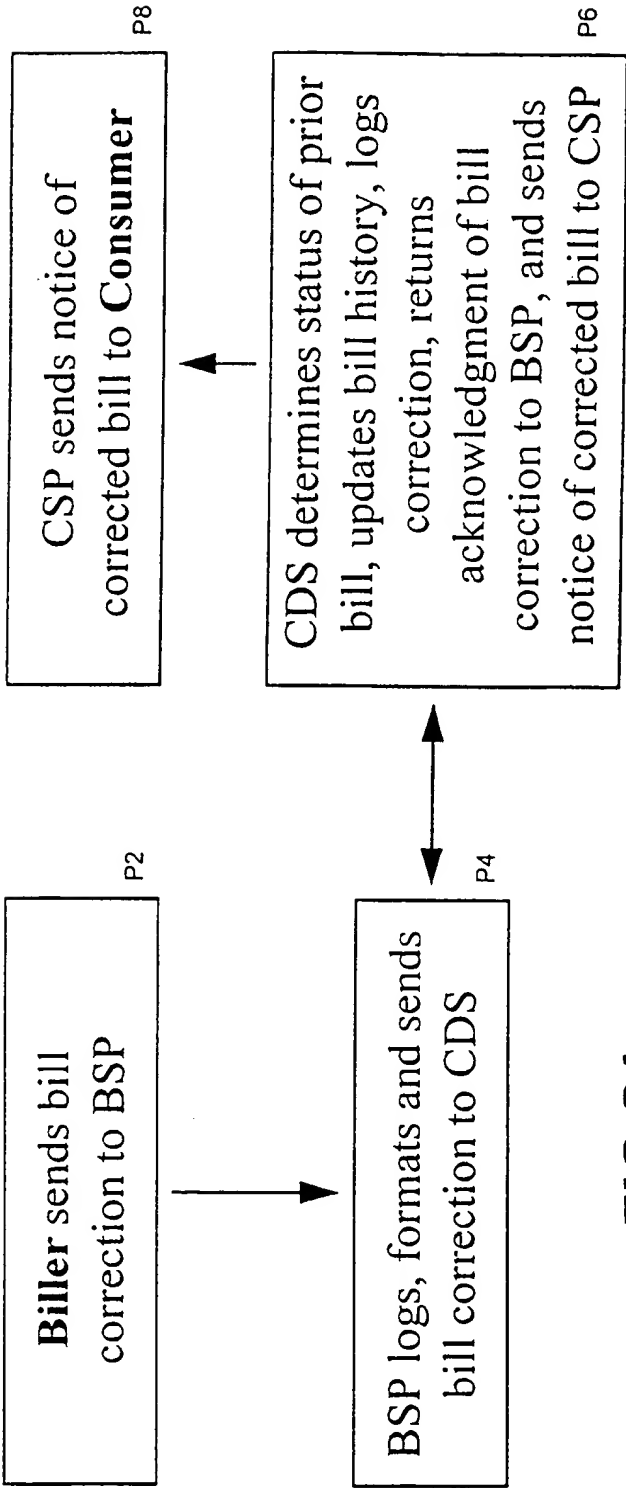 Biller sends bill
correction to BSP
P2
BSP logs, formats and sends
bill correction to CDS
P4
CDS determines status of prior
bill, updates bill history, logs
correction, returns
acknowledgment of bill
correction to BSP, and sends
notice of corrected bill to CSP
P6
CSP sends notice of
corrected bill to Consumer
P8